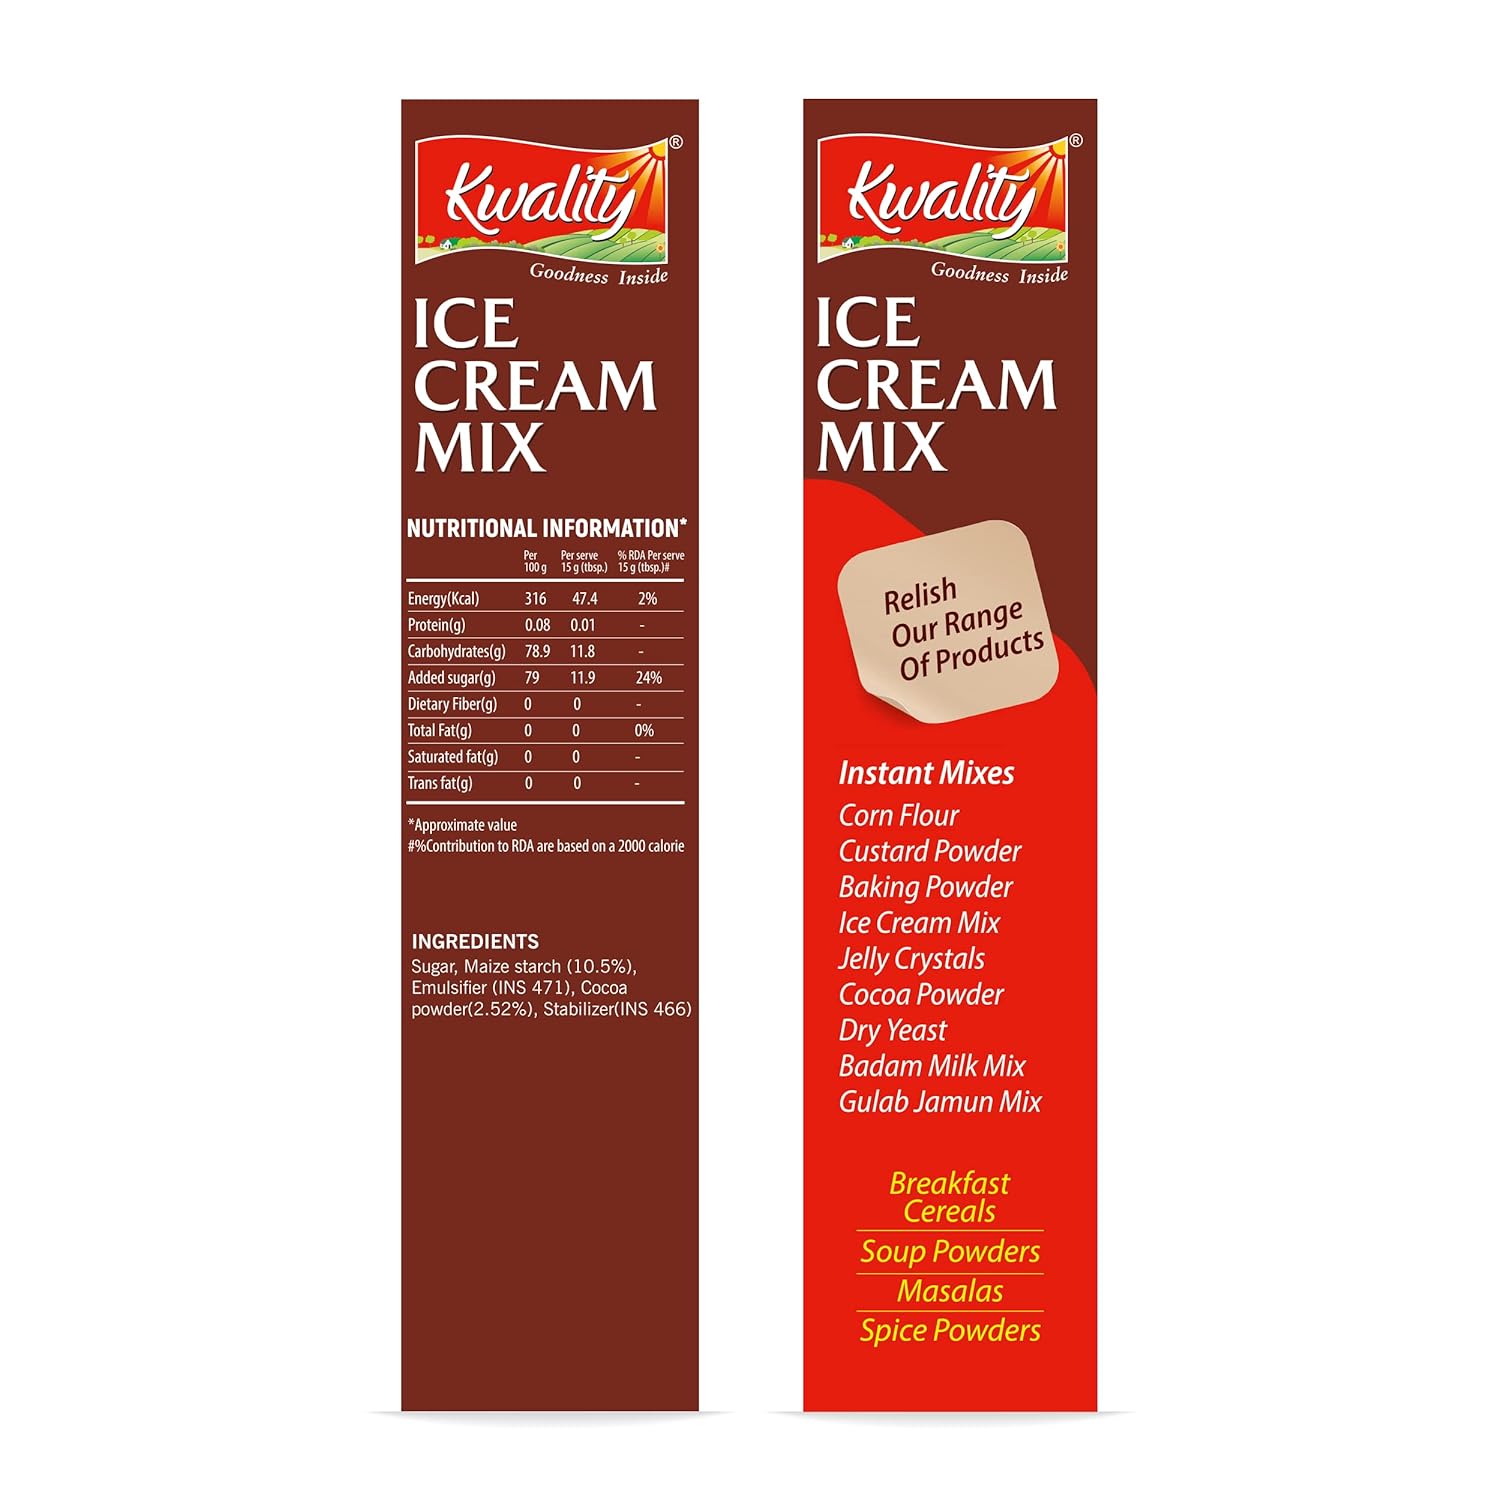 Kwality®
Goodness Inside
ICE
CREAM
MIX
NUTRITIONAL INFORMATION*
Per 100 g Per serve 15 g (tbsp.) % RDA Per serve 15 g (tbsp.)#
Energy(Kcal) 316 47.4 2%
Protein(g) 0.08 0.01 -
Carbohydrates(g) 78.9 11.8 -
Added sugar(g) 79 11.9 24%
Dietary Fiber(g) 0 0 -
Total Fat(g) 0 0 0%
Saturated fat(g) 0 0 -
Trans fat(g) 0 0 -
*Approximate value
#%Contribution to RDA are based on a 2000 calorie
INGREDIENTS
Sugar, Maize starch (10.5%),
Emulsifier (INS 471), Cocoa
powder(2.52%), Stabilizer(INS 466)
Kwality®
Goodness Inside
ICE
CREAM
MIX
Relish
Our Range
Of Products
Instant Mixes
Corn Flour
Custard Powder
Baking Powder
Ice Cream Mix
Jelly Crystals
Cocoa Powder
Dry Yeast
Badam Milk Mix
Gulab Jamun Mix
Breakfast
Cereals
Soup Powders
Masalas
Spice Powders